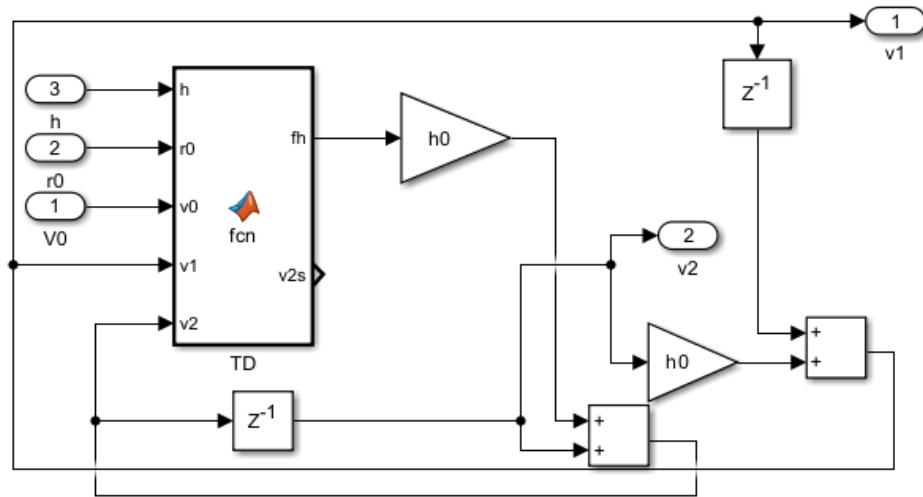 1
v1
Z-1
3
h
h
2
r0
r0
1
v0
V0
v1
v2
fh
fcn
v2s
TD
h0
2
v2
h0
+
+
Z-1
+
+